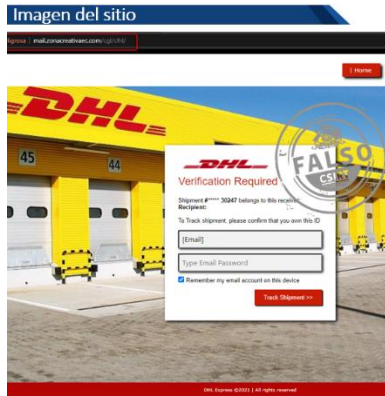 Imagen del sitio
mail.zonacreativaec.com/cgi/Dhl/
| Home
DHL
45
44
DHL
FALSO
CSIRT
Verification Required
Shipment #***** 30247 belongs to this receiver
Recipient:
To Track shipment, please confirm that you own this ID
[Email]
Type Email Password
Remember my email account on this device
Track Shipment >>
DHL Express ©2021 | All rights reserved